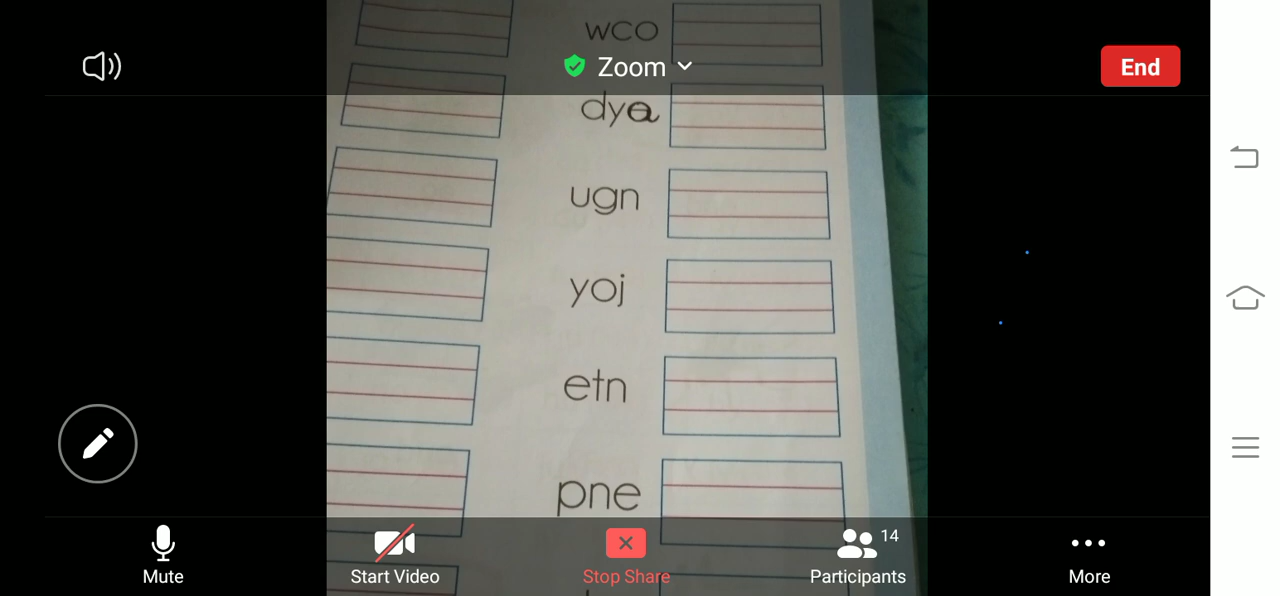 wco
Zoom
End
dya
ugn
yoj
etn
pne
Mute
Start Video
Stop Share
Participants
14
More